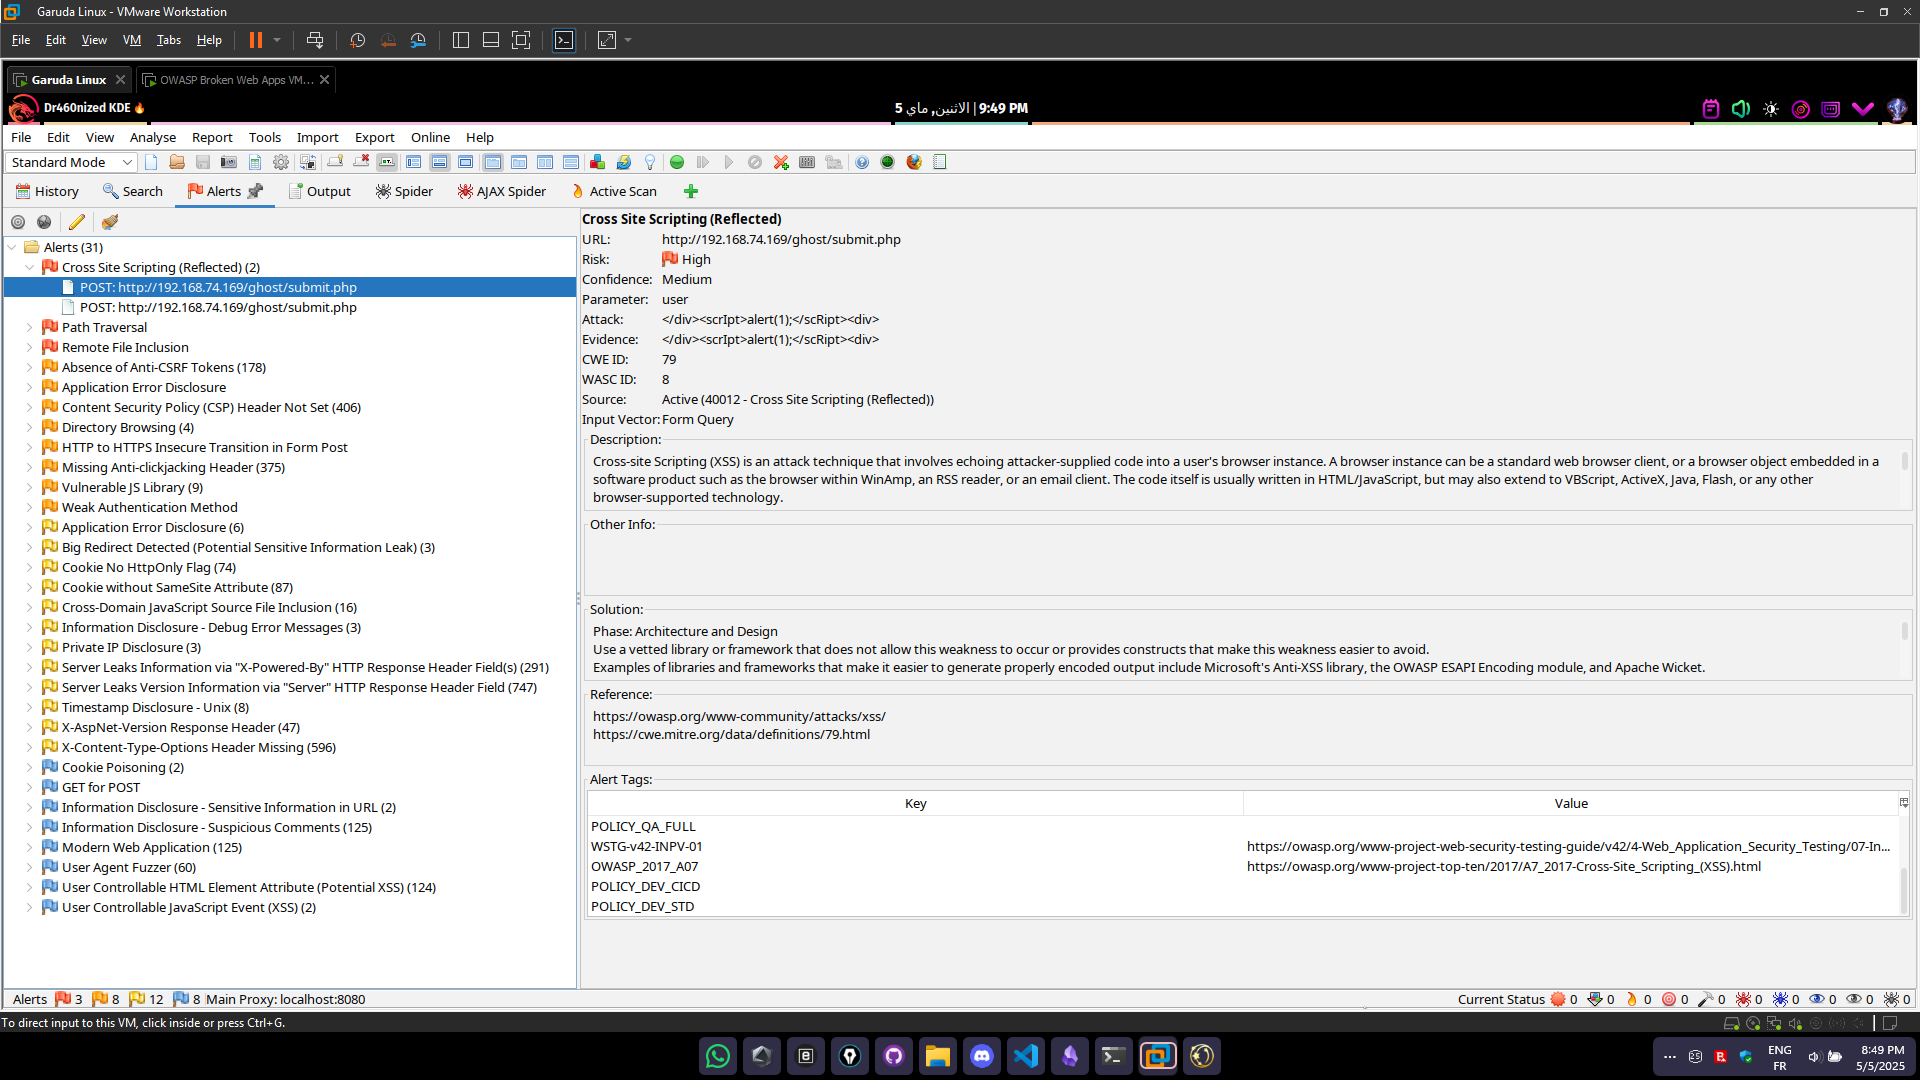 Garuda Linux - VMware Workstation
File Edit View VM Tabs Help
Garuda Linux OWASP Broken Web Apps VM...
Dr460nized KDE
الاثنين, ماي 5 | 9:49 PM
File Edit View Analyse Report Tools Import Export Online Help
Standard Mode
History Search Alerts Output Spider AJAX Spider Active Scan
Alerts (31)
Cross Site Scripting (Reflected) (2)
POST: http://192.168.74.169/ghost/submit.php
POST: http://192.168.74.169/ghost/submit.php
Path Traversal
Remote File Inclusion
Absence of Anti-CSRF Tokens (178)
Application Error Disclosure
Content Security Policy (CSP) Header Not Set (406)
Directory Browsing (4)
HTTP to HTTPS Insecure Transition in Form Post
Missing Anti-clickjacking Header (375)
Vulnerable JS Library (9)
Weak Authentication Method
Application Error Disclosure (6)
Big Redirect Detected (Potential Sensitive Information Leak) (3)
Cookie No HttpOnly Flag (74)
Cookie without SameSite Attribute (87)
Cross-Domain JavaScript Source File Inclusion (16)
Information Disclosure - Debug Error Messages (3)
Private IP Disclosure (3)
Server Leaks Information via "X-Powered-By" HTTP Response Header Field(s) (291)
Server Leaks Version Information via "Server" HTTP Response Header Field (747)
Timestamp Disclosure - Unix (8)
X-AspNet-Version Response Header (47)
X-Content-Type-Options Header Missing (596)
Cookie Poisoning (2)
GET for POST
Information Disclosure - Sensitive Information in URL (2)
Information Disclosure - Suspicious Comments (125)
Modern Web Application (125)
User Agent Fuzzer (60)
User Controllable HTML Element Attribute (Potential XSS) (124)
User Controllable JavaScript Event (XSS) (2)
Cross Site Scripting (Reflected)
URL: http://192.168.74.169/ghost/submit.php
Risk: High
Confidence: Medium
Parameter: user
Attack: </div><scrIpt>alert(1);</scRipt><div>
Evidence: </div><scrIpt>alert(1);</scRipt><div>
CWE ID: 79
WASC ID: 8
Source: Active (40012 - Cross Site Scripting (Reflected))
Input Vector: Form Query
Description:
Cross-site Scripting (XSS) is an attack technique that involves echoing attacker-supplied code into a user's browser instance. A browser instance can be a standard web browser client, or a browser object embedded in a
software product such as the browser within WinAmp, an RSS reader, or an email client. The code itself is usually written in HTML/JavaScript, but may also extend to VBScript, ActiveX, Java, Flash, or any other
browser-supported technology.
Other Info:
Solution:
Phase: Architecture and Design
Use a vetted library or framework that does not allow this weakness to occur or provides constructs that make this weakness easier to avoid.
Examples of libraries and frameworks that make it easier to generate properly encoded output include Microsoft's Anti-XSS library, the OWASP ESAPI Encoding module, and Apache Wicket.
Reference:
https://owasp.org/www-community/attacks/xss/
https://cwe.mitre.org/data/definitions/79.html
Alert Tags:
Key Value
POLICY_QA_FULL
WSTG-v42-INPV-01 https://owasp.org/www-project-web-security-testing-guide/v42/4-Web_Application_Security_Testing/07-In...
OWASP_2017_A07 https://owasp.org/www-project-top-ten/2017/A7_2017-Cross-Site_Scripting_(XSS).html
POLICY_DEV_CICD
POLICY_DEV_STD
Alerts 3 8 12 8 Main Proxy: localhost:8080
Current Status 0 0 0 0 0 0 0 0 0 0
To direct input to this VM, click inside or press Ctrl+G.
ENG
FR
8:49 PM
5/5/2025